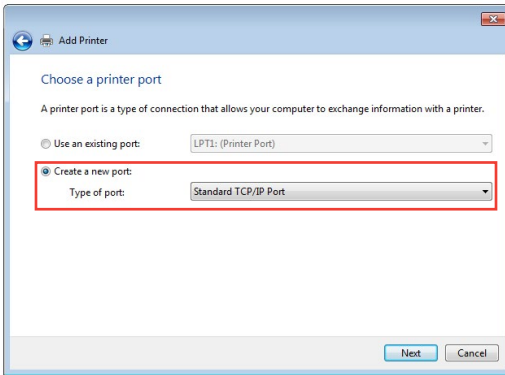 Add Printer
Choose a printer port
A printer port is a type of connection that allows your computer to exchange information with a printer.
Use an existing port: LPT1: (Printer Port)
Create a new port:
Type of port: Standard TCP/IP Port
Next Cancel